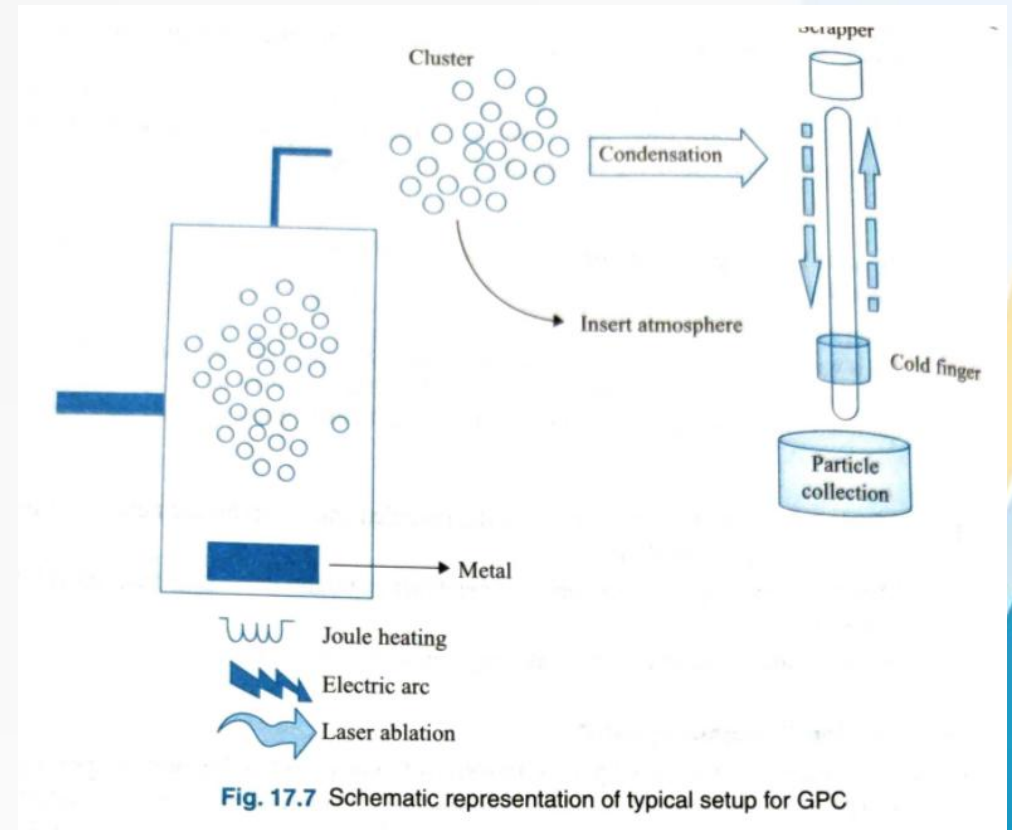 Scrapper
Cluster
Condensation
Insert atmosphere
Cold finger
Particle
collection
Metal
Joule heating
Electric arc
Laser ablation
Fig. 17.7 Schematic representation of typical setup for GPC